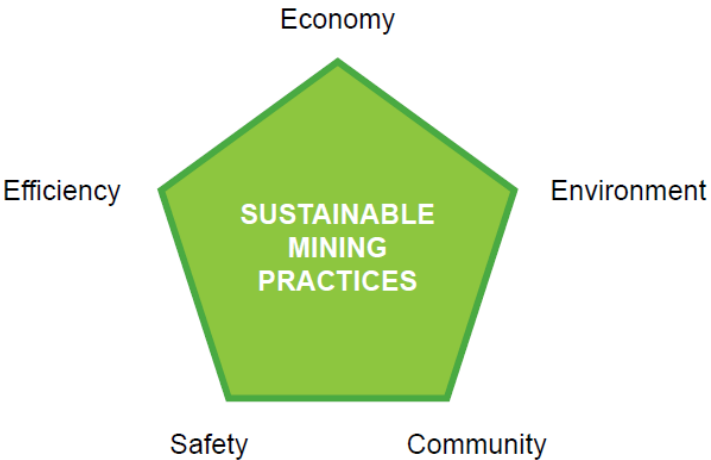 Economy
Efficiency
Environment
SUSTAINABLE
MINING
PRACTICES
Safety
Community